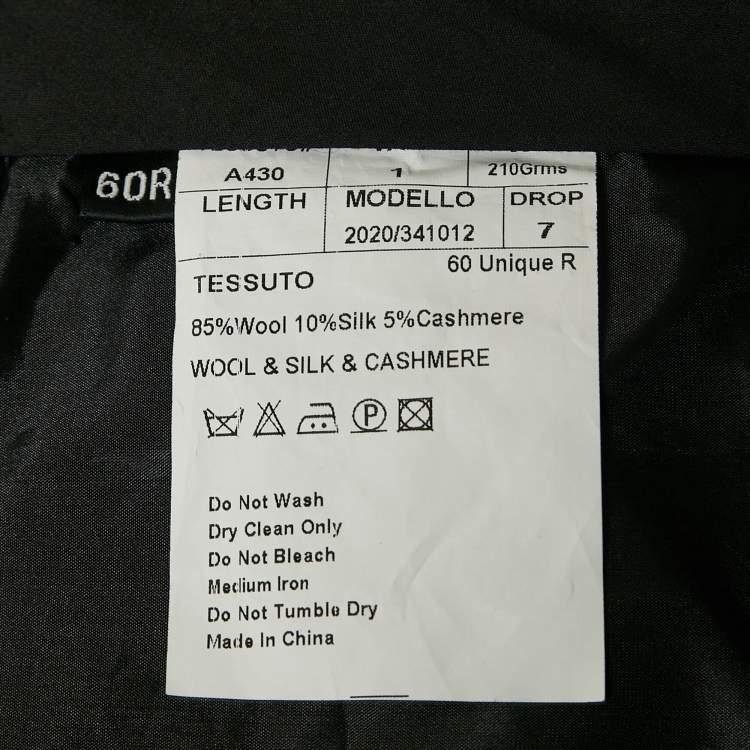 60R
A430 1 210Grms
LENGTH MODELLO DROP
2020/341012 7
60 Unique R
TESSUTO
85%Wool 10%Silk 5%Cashmere
WOOL & SILK & CASHMERE
P
Do Not Wash
Dry Clean Only
Do Not Bleach
Medium Iron
Do Not Tumble Dry
Made In China